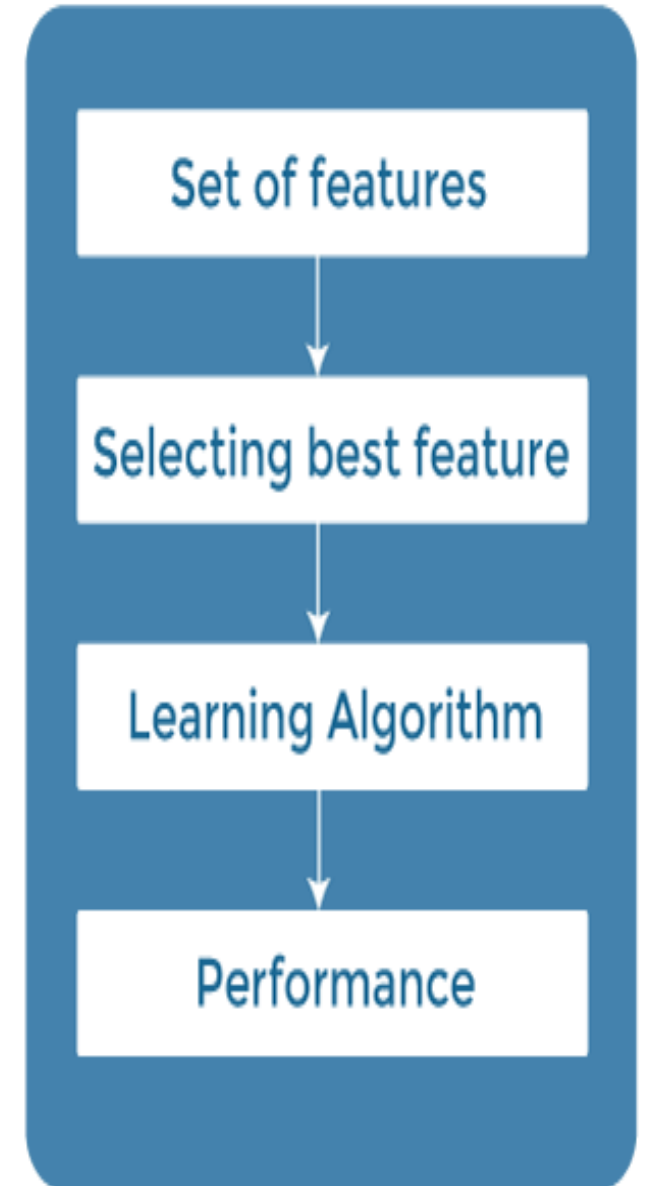 Set of features
Selecting best feature
Learning Algorithm
Performance